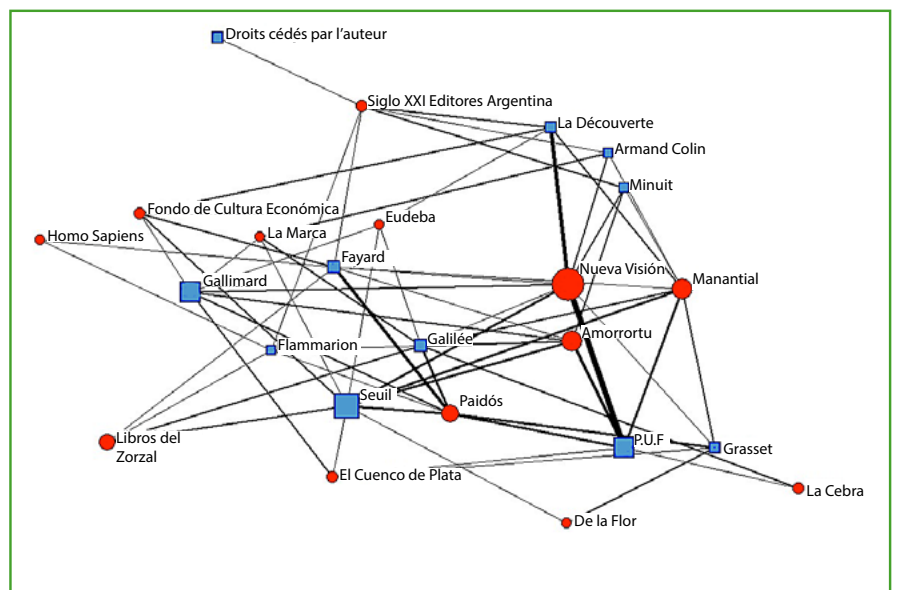 Droits cédés par l'auteur
Siglo XXI Editores Argentina
La Découverte
Armand Colin
Minuit
Fondo de Cultura Económica
Eudeba
La Marca
Homo Sapiens
Fayard
Nueva Visión
Manantial
Gallimard
Amorrortu
Galilée
Flammarion
Seuil
Paidós
Libros del
Zorzal
P.U.F
Grasset
El Cuenco de Plata
La Cebra
De la Flor